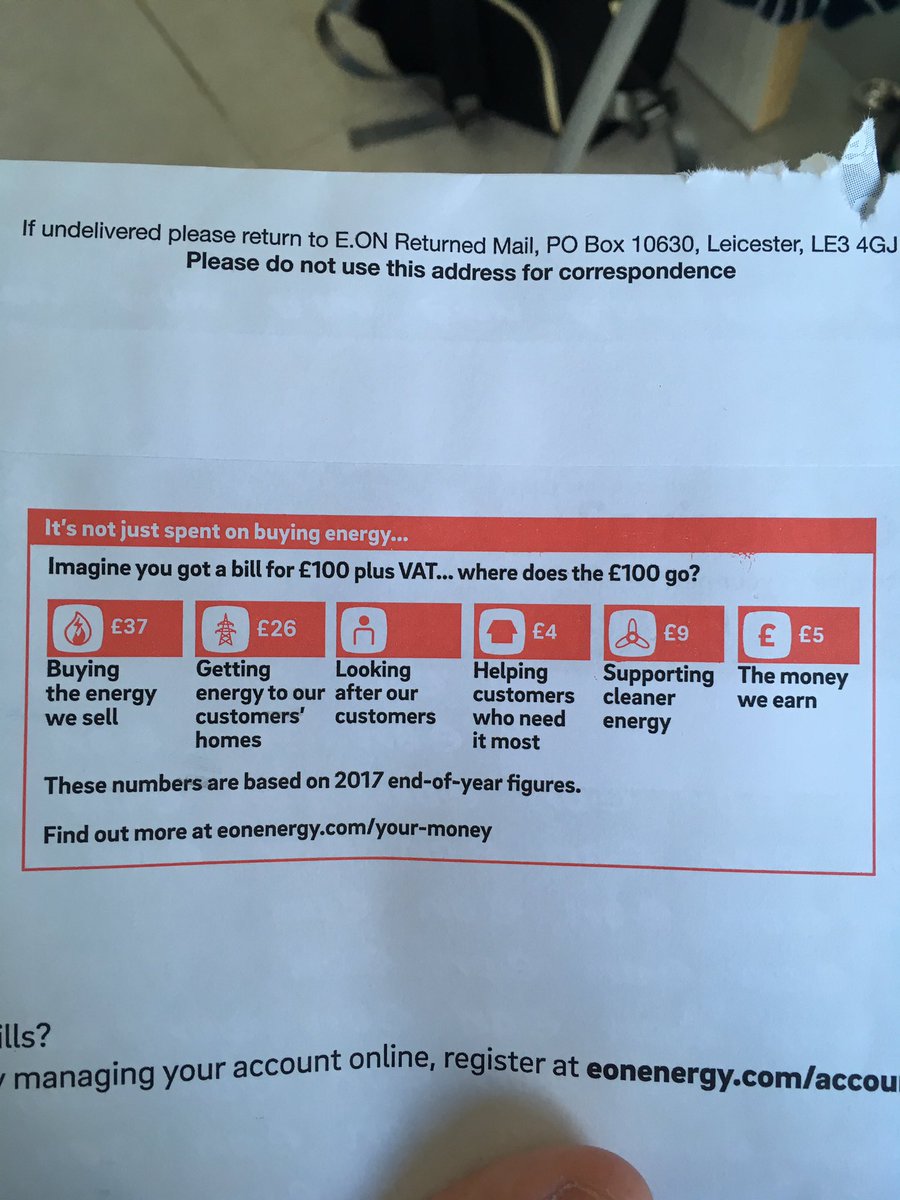 If undelivered please return to E.ON Returned Mail, PO Box 10630, Leicester, LE3 4GJ
Please do not use this address for correspondence
It's not just spent on buying energy...
Imagine you got a bill for £100 plus VAT... where does the £100 go?
£37
Buying
the energy
we sell
£26
Getting
energy to our
customers'
homes
Looking
after our
customers
£4
Helping
customers
who need
it most
£9
Supporting
cleaner
energy
£
£5
The money
we earn
These numbers are based on 2017 end-of-year figures.
Find out more at eonenergy.com/your-money
ills?
managing your account online, register at eonenergy.com/accou